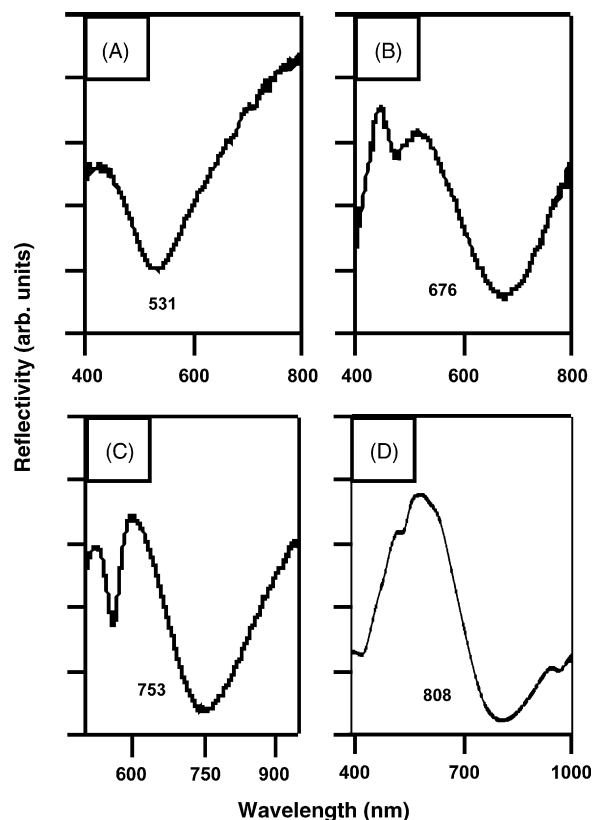 (A)
(B)
531
676
400 600 800
400 600 800
Reflectivity (arb. units)
(C)
(D)
753
808
600 750 900
400 700 1000
Wavelength (nm)